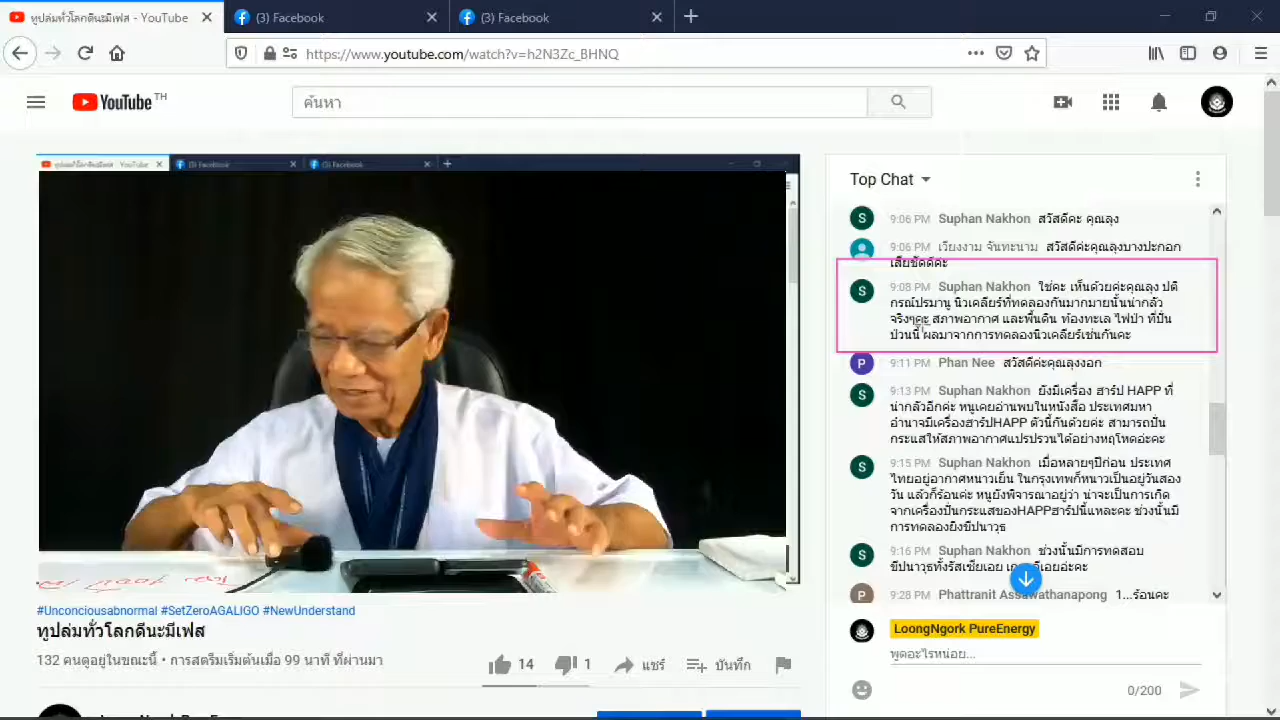 ทูปล่มทั่วโลกดีนะมีเฟส - YouTube
(3) Facebook
(3) Facebook
https://www.youtube.com/watch?v=h2N3Zc_BHNQ
YouTube TH
ค้นหา
(3) Facebook
(3) Facebook
Top Chat
9:06 PM Suphan Nakhon สวัสดีคะ คุณลุง
9:06 PM เวียงงาม จันทะนาม สวัสดีค่ะคุณลุงบางปะกอก
เสียชัดดีค่ะ
9:08 PM Suphan Nakhon ใช่คะ เห็นด้วยค่ะคุณลุง ปติ
กรณ์ปรมานู นิวเคลียร์ที่ทดลองกันมากมายนั้นน่ากลัว
จริงๆคะ สภาพอากาศ และพื้นดิน ท้องทะเล ไฟป่า ที่ปั่น
ป่วนนี้ ผลมาจากการทดลองนิวเคลียร์เช่นกันคะ
9:11 PM Phan Nee สวัสดีค่ะคุณลุงงอก
9:13 PM Suphan Nakhon ยังมีเครื่อง ฮาร์ป HAPP ที่
น่ากลัวอีกค่ะ หนูเคยอ่านพบในหนังสือ ประเทศมหา
อำนาจมีเครื่องฮาร์ปHAPP ตัวนี้กันด้วยค่ะ สามารถปั่น
กระแสให้สภาพอากาศแปรปรวนได้อย่างหฤโหดอ่ะคะ
9:15 PM Suphan Nakhon เมื่อหลายๆปีก่อน ประเทศ
ไทยอยู่อากาศหนาวเย็น ในกรุงเทพก็หนาวเป็นอยู่วันสอง
วัน แล้วก็ร้อนค่ะ หนูยังพิจารณาอยู่ว่า น่าจะเป็นการเกิด
จากเครื่องปั่นกระแสของHAPPฮาร์ปนี้แหละคะ ช่วงนั้นมี
การทดลองยิงขีปนาวุธ
9:16 PM Suphan Nakhon ช่วงนั้นมีการทดสอบ
ขีปนาวุธทั้งรัสเซียเอย
9:28 PM Phattranit Assawathanapong 1...ร้อนคะ
LoongNgork PureEnergy
พูดอะไรหน่อย...
0/200
#Unconciousabnormal #SetZeroAGALIGO #NewUnderstand
ทูปล่มทั่วโลกดีนะมีเฟส
132 คนดูอยู่ในขณะนี้ • การสตรีมเริ่มต้นเมื่อ 99 นาที ที่ผ่านมา
14 1 แชร์ บันทึก